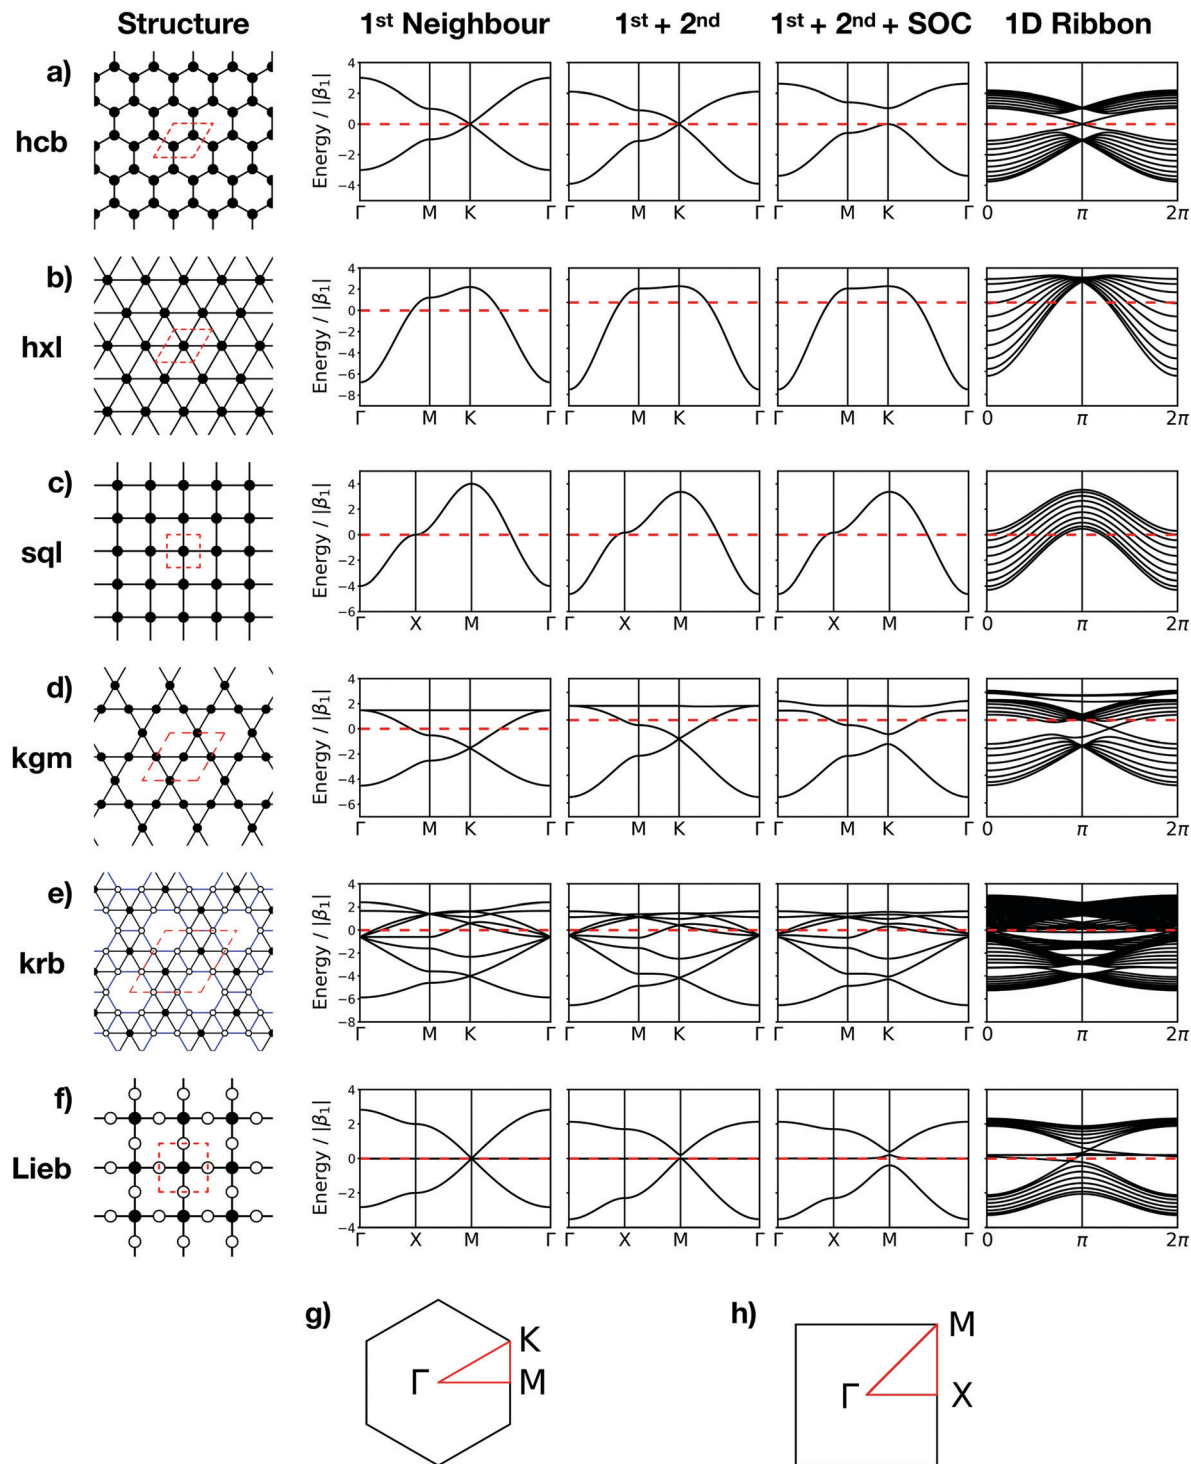 Structure 1st Neighbour 1st + 2nd 1st + 2nd + SOC 1D Ribbon
a)
hcb
Energy / |β1|
4
2
0
−2
−4
Γ M K Γ Γ M K Γ Γ M K Γ 0 π 2π
b)
hxl
Energy / |β1|
4
2
0
−2
−4
−6
−8
Γ M K Γ Γ M K Γ Γ M K Γ 0 π 2π
c)
sql
Energy / |β1|
4
2
0
−2
−4
−6
Γ X M Γ Γ X M Γ Γ X M Γ 0 π 2π
d)
kgm
Energy / |β1|
4
2
0
−2
−4
−6
Γ M K Γ Γ M K Γ Γ M K Γ 0 π 2π
e)
krb
Energy / |β1|
4
2
0
−2
−4
−6
−8
Γ M K Γ Γ M K Γ Γ M K Γ 0 π 2π
f)
Lieb
Energy / |β1|
4
2
0
−2
−4
Γ X M Γ Γ X M Γ Γ X M Γ 0 π 2π
g)
K
Γ M
h)
M
Γ X